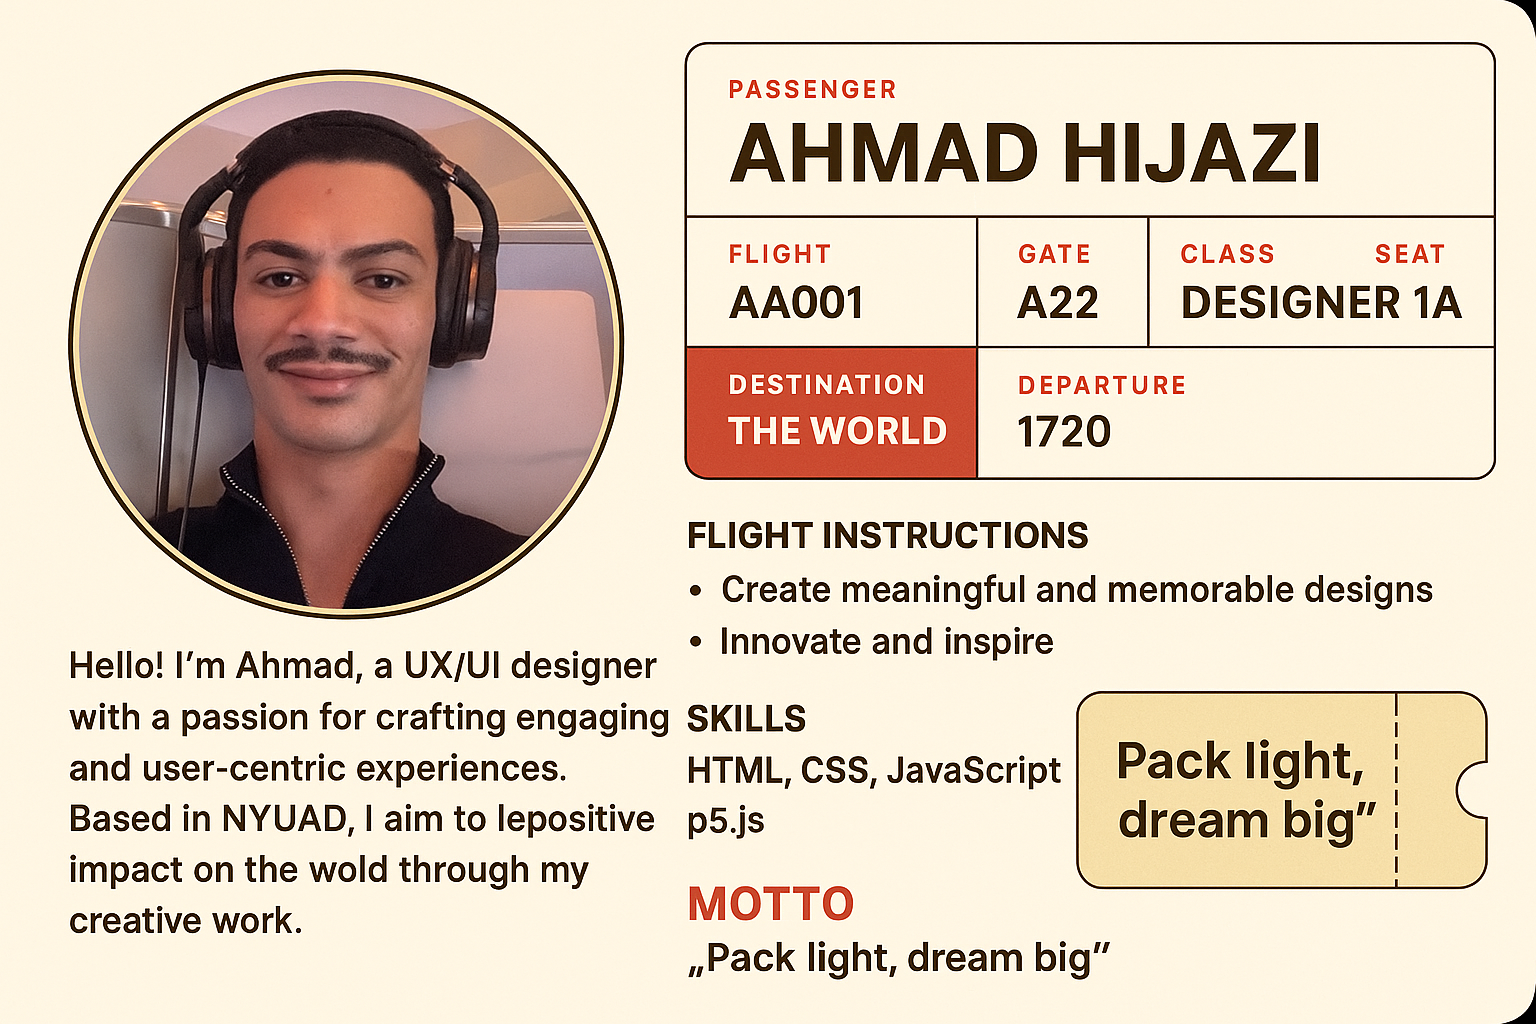 PASSENGER
AHMAD HIJAZI
FLIGHT GATE CLASS SEAT
AA001 A22 DESIGNER 1A
DESTINATION DEPARTURE
THE WORLD 1720
Hello! I’m Ahmad, a UX/UI designer
with a passion for crafting engaging
and user-centric experiences.
Based in NYUAD, I aim to lepositive
impact on the wold through my
creative work.
FLIGHT INSTRUCTIONS
• Create meaningful and memorable designs
• Innovate and inspire
SKILLS
HTML, CSS, JavaScript
p5.js
Pack light,
dream big”
MOTTO
„Pack light, dream big”